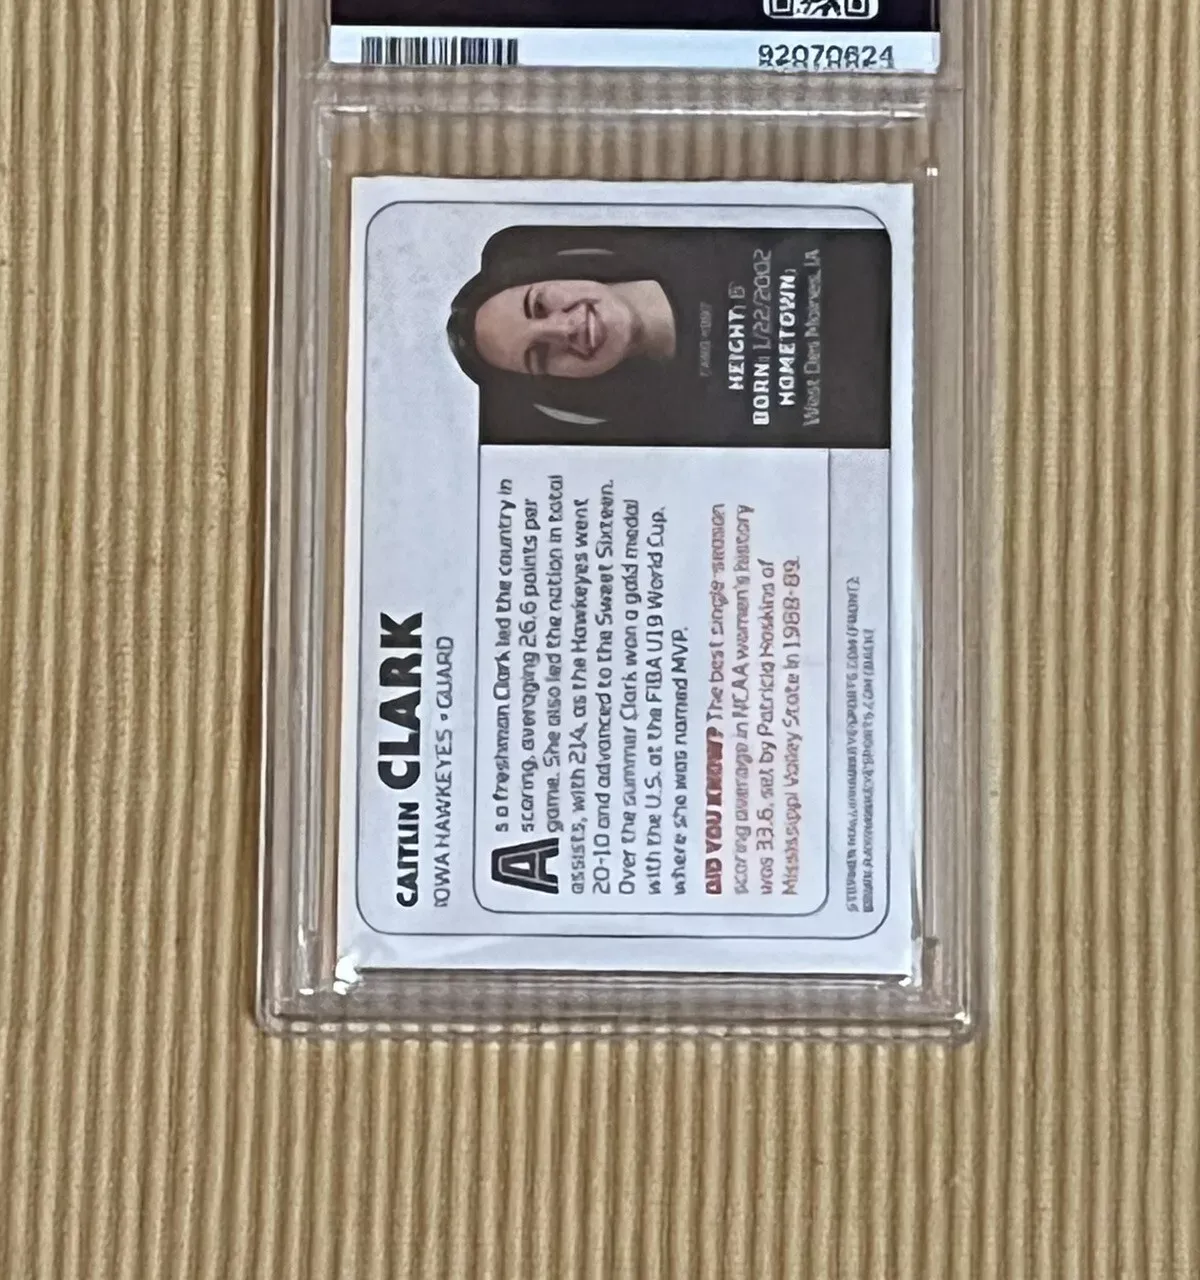 92070624
CAITLIN CLARK
IOWA HAWKEYES • GUARD
As a freshman Clark led the country in
scoring, averaging 26.6 points per
game. She also led the nation in total
assists, with 214, as the Hawkeyes went
20-10 and advanced to the Sweet Sixteen.
Over the summer Clark won a gold medal
with the U.S. at the FIBA U19 World Cup,
where she was named MVP.
DID YOU KNOW? The best single-season
scoring average in NCAA women's history
was 33.6, set by Patricia Hoskins of
Mississippi Valley State in 1988-89.
CARD
HEIGHT: 6
BORN: 1/22/2002
HOMETOWN:
West Des Moines, IA